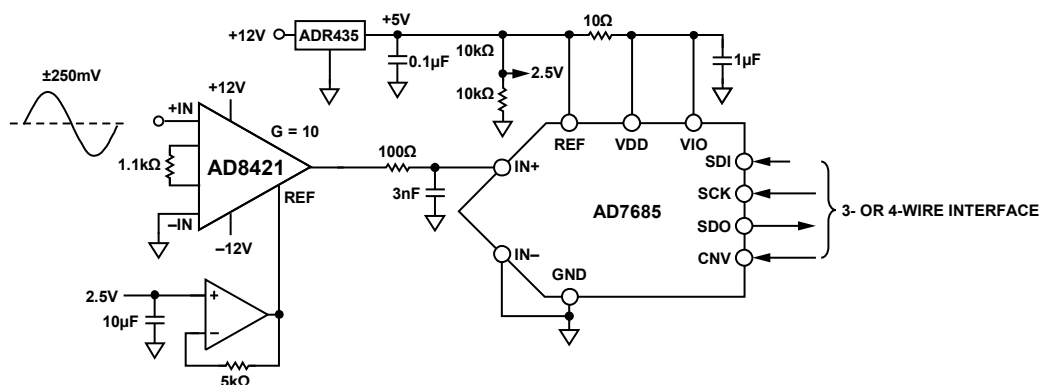 +12V
ADR435
+5V
0.1µF
10kΩ
2.5V
10kΩ
10Ω
1µF
±250mV
+12V
+IN
G = 10
1.1kΩ
AD8421
REF
–IN
–12V
100Ω
3nF
IN+
REF
VDD
VIO
SDI
SCK
AD7685
SDO
CNV
3- OR 4-WIRE INTERFACE
IN–
GND
2.5V
10µF
+
–
5kΩ